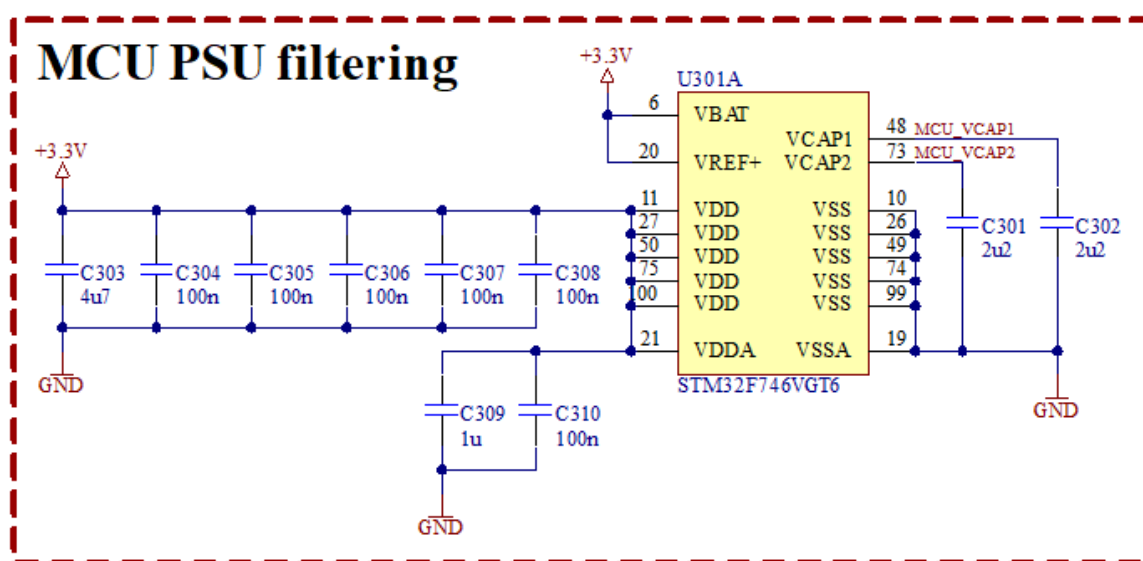 MCU PSU filtering
+3.3V
U301A
6 VBAT
VCAP1 48 MCU_VCAP1
20 VREF+ VCAP2 73 MCU_VCAP2
+3.3V
11 VDD VSS 10
27 VDD VSS 26
50 VDD VSS 49
75 VDD VSS 74
100 VDD VSS 99
21 VDDA VSSA 19
STM32F746VGT6
C301
2u2
C302
2u2
C303
4u7
C304
100n
C305
100n
C306
100n
C307
100n
C308
100n
GND
C309
1u
C310
100n
GND
GND